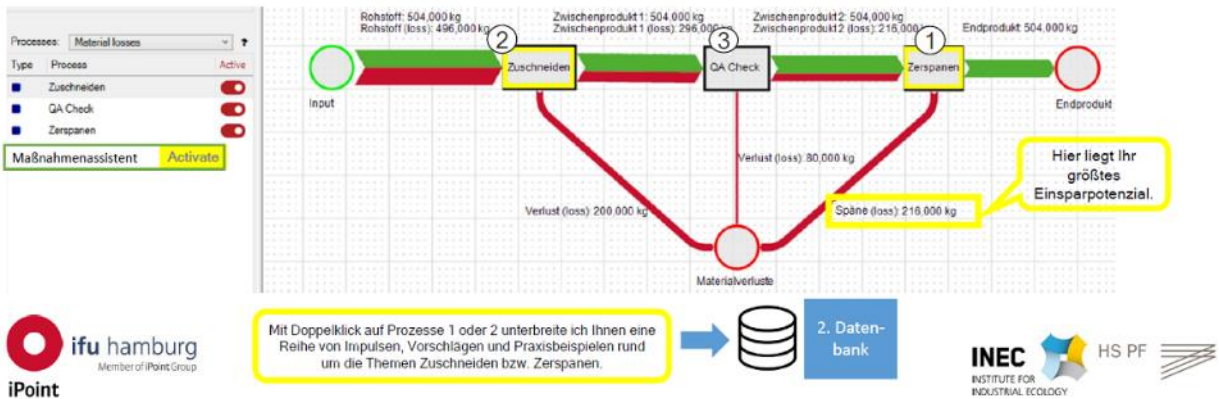 Processes: Material losses ?
Type Process Active
Zuschneiden
QA Check
Zerspanen
Maßnahmenassistent Activate
Rohstoff: 504,000 kg
Rohstoff (loss): 496,000 kg
Zwischenprodukt1: 504,000 kg
Zwischenprodukt1 (loss): 296,000 kg
Zwischenprodukt2: 504,000 kg
Zwischenprodukt2 (loss): 216,000 kg
Endprodukt: 504,000 kg
2
3
1
Input
Zuschneiden
QA Check
Zerspanen
Endprodukt
Verlust (loss): 200,000 kg
Verlust (loss): 80,000 kg
Späne (loss): 216,000 kg
Materialverluste
Hier liegt Ihr
größtes
Einsparpotenzial.
Mit Doppelklick auf Prozesse 1 oder 2 unterbreite ich Ihnen eine
Reihe von Impulsen, Vorschlägen und Praxisbeispielen rund
um die Themen Zuschneiden bzw. Zerspanen.
2. Daten-
bank
ifu hamburg
Member of iPoint Group
iPoint
INEC
INSTITUTE FOR
INDUSTRIAL ECOLOGY
HS PF